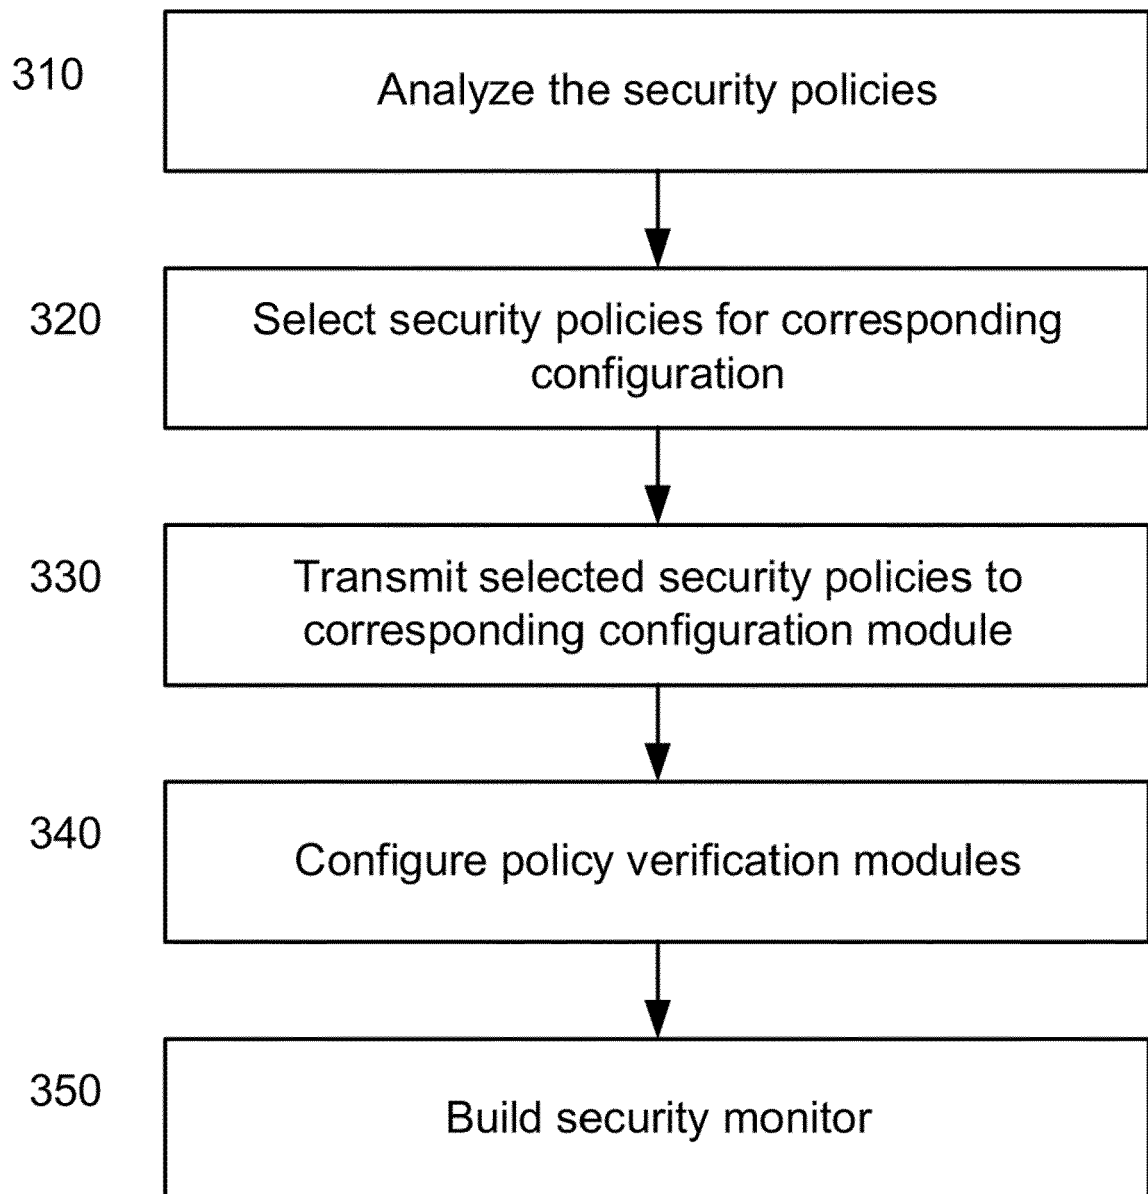 310
Analyze the security policies
320
Select security policies for corresponding
configuration
330
Transmit selected security policies to
corresponding configuration module
340
Configure policy verification modules
350
Build security monitor